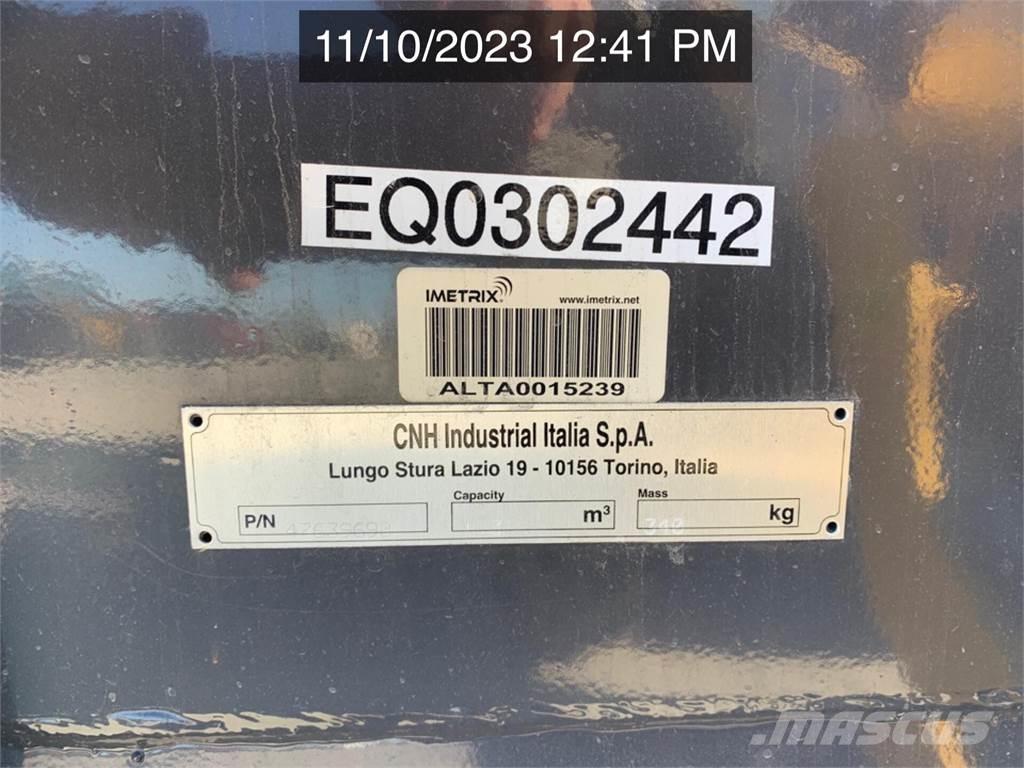 11/10/2023 12:41 PM
EQ0302442
IMETRIX www.imetrix.net
ALTA0015239
CNH Industrial Italia S.p.A.
Lungo Stura Lazio 19 - 10156 Torino, Italia
Capacity Mass
P/N m³ 340 kg
MASCUS